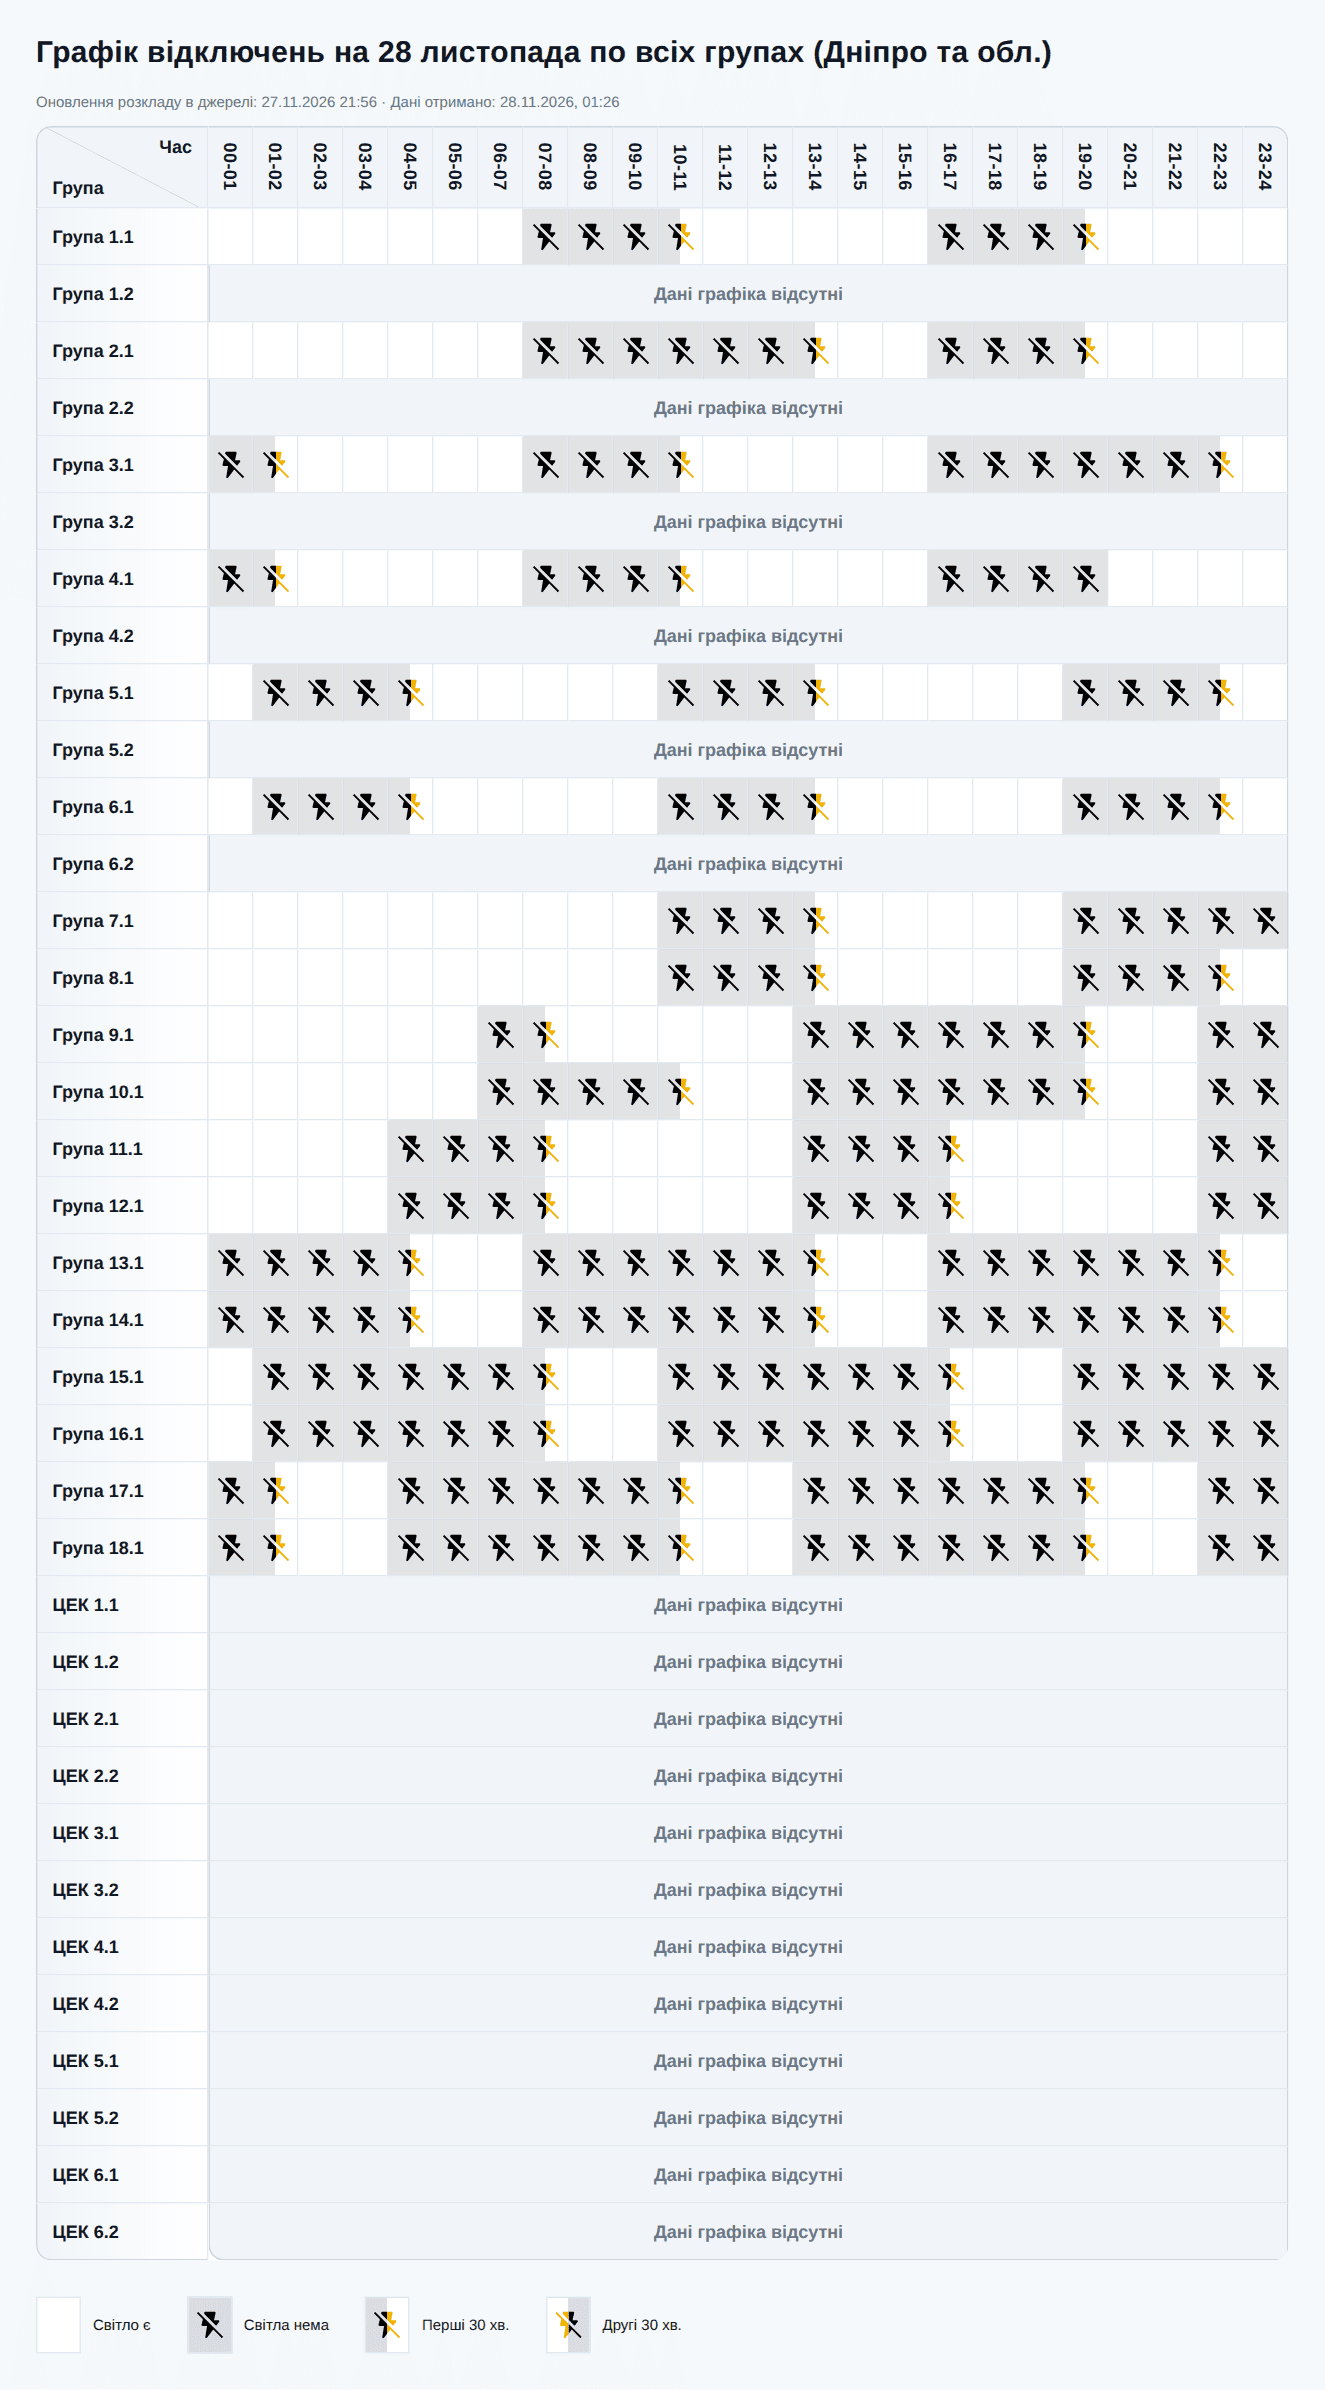 Графік відключень на 28 листопада по всіх групах (Дніпро та обл.)
Оновлення розкладу в джерелі: 27.11.2026 21:56 · Дані отримано: 28.11.2026, 01:26
Час
Група
00-01 01-02 02-03 03-04 04-05 05-06 06-07 07-08 08-09 09-10 10-11 11-12 12-13 13-14 14-15 15-16 16-17 17-18 18-19 19-20 20-21 21-22 22-23 23-24
Група 1.1
Група 1.2 Дані графіка відсутні
Група 2.1
Група 2.2 Дані графіка відсутні
Група 3.1
Група 3.2 Дані графіка відсутні
Група 4.1
Група 4.2 Дані графіка відсутні
Група 5.1
Група 5.2 Дані графіка відсутні
Група 6.1
Група 6.2 Дані графіка відсутні
Група 7.1
Група 8.1
Група 9.1
Група 10.1
Група 11.1
Група 12.1
Група 13.1
Група 14.1
Група 15.1
Група 16.1
Група 17.1
Група 18.1
ЦЕК 1.1 Дані графіка відсутні
ЦЕК 1.2 Дані графіка відсутні
ЦЕК 2.1 Дані графіка відсутні
ЦЕК 2.2 Дані графіка відсутні
ЦЕК 3.1 Дані графіка відсутні
ЦЕК 3.2 Дані графіка відсутні
ЦЕК 4.1 Дані графіка відсутні
ЦЕК 4.2 Дані графіка відсутні
ЦЕК 5.1 Дані графіка відсутні
ЦЕК 5.2 Дані графіка відсутні
ЦЕК 6.1 Дані графіка відсутні
ЦЕК 6.2 Дані графіка відсутні
Світло є Світла нема Перші 30 хв. Другі 30 хв.